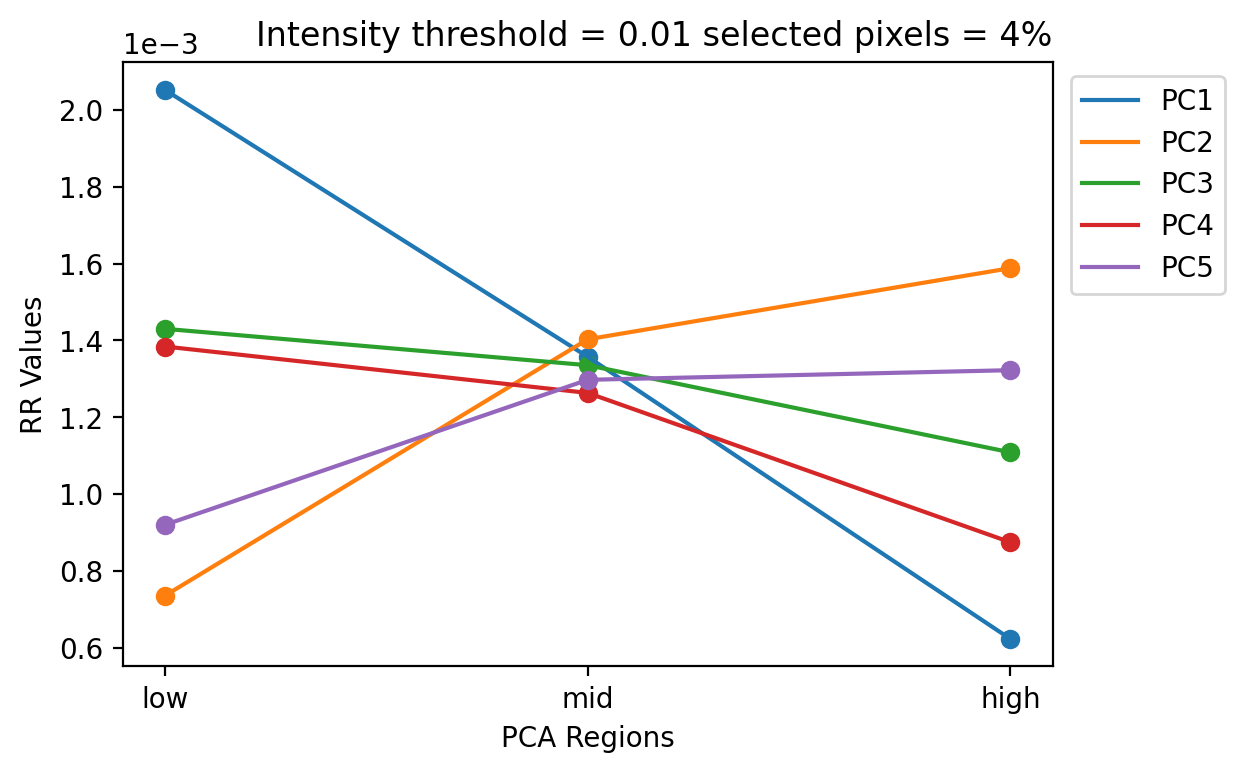 Intensity threshold = 0.01 selected pixels = 4%
1e−3
2.0
1.8
1.6
1.4
1.2
1.0
0.8
0.6
RR Values
low
mid
high
PCA Regions
PC1
PC2
PC3
PC4
PC5